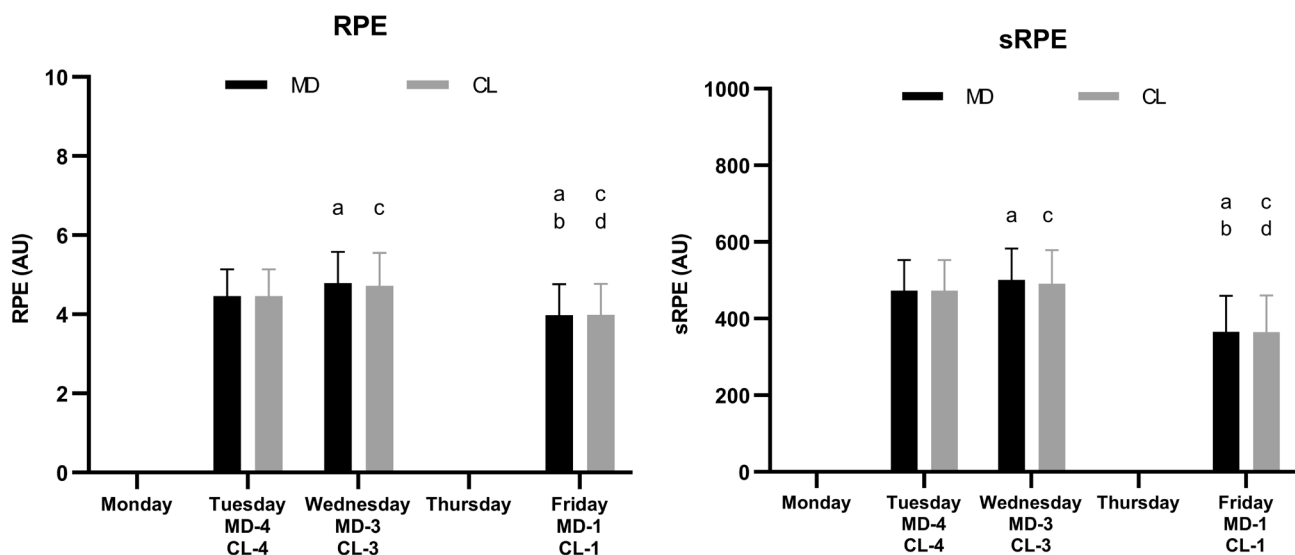 RPE
MD CL
RPE (AU)
10
8
6
4
2
0
a c
a c
b d
Monday Tuesday Wednesday Thursday Friday
MD-4 MD-3 MD-1
CL-4 CL-3 CL-1
sRPE
MD CL
sRPE (AU)
1000
800
600
400
200
0
a c
a c
b d
Monday Tuesday Wednesday Thursday Friday
MD-4 MD-3 MD-1
CL-4 CL-3 CL-1